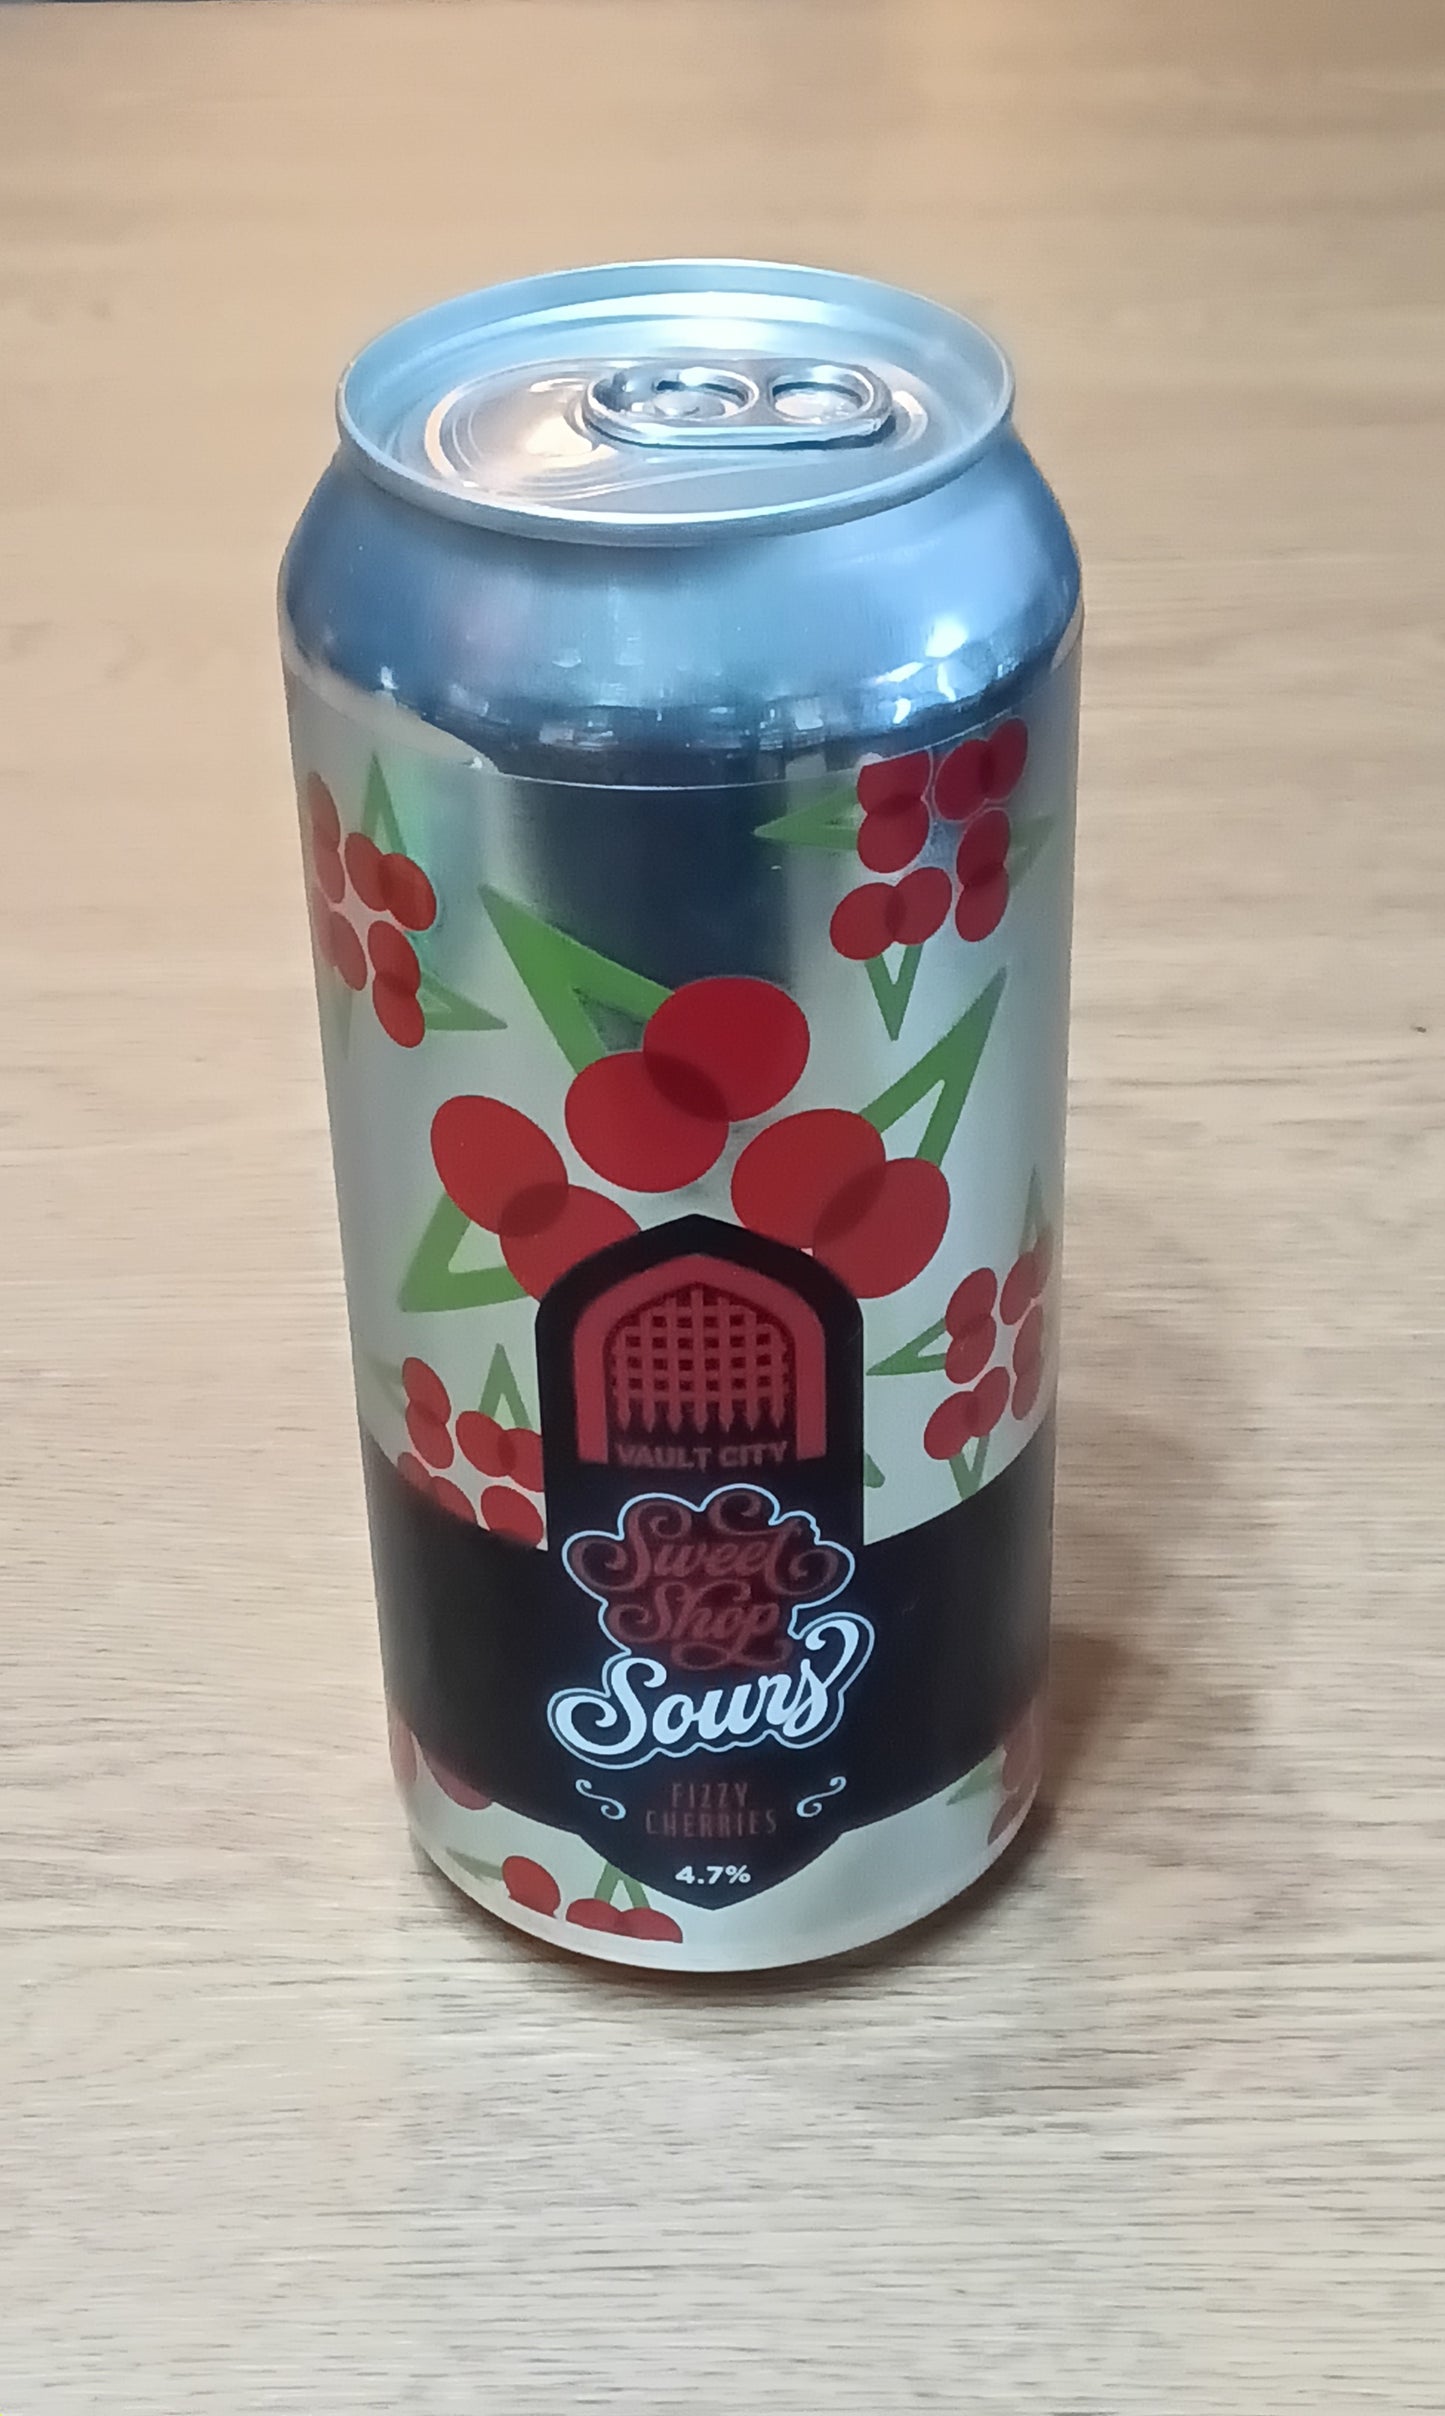 VAULT CITY
Sweet
Shop
Sours
FIZZY
CHERRIES
4.7%